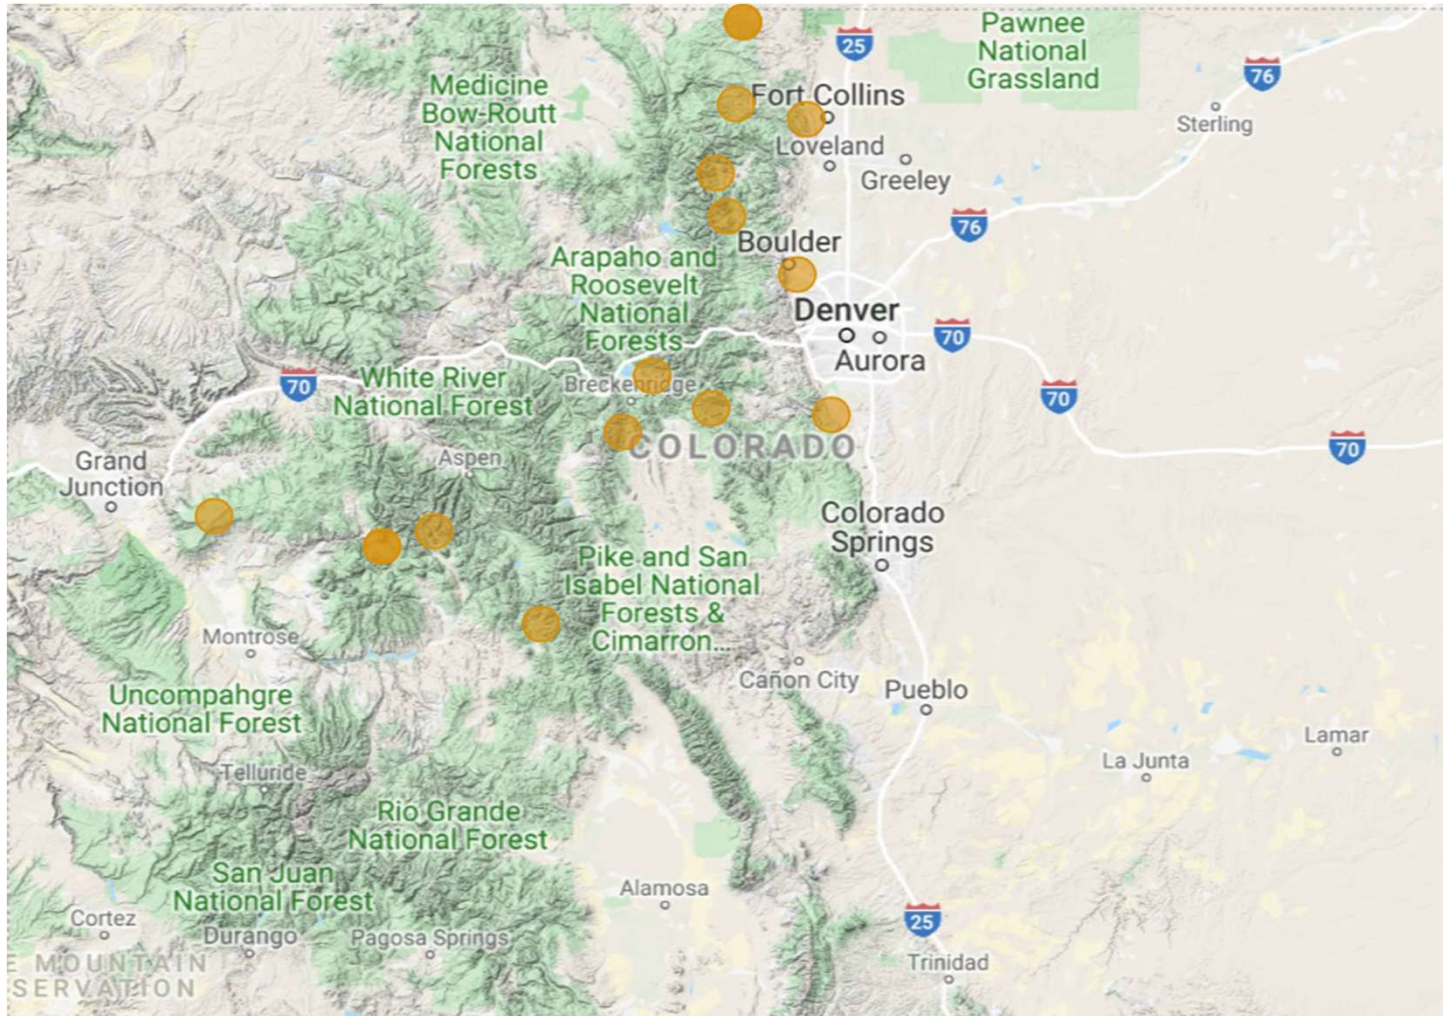 Pawnee
National
Grassland
25
76
Medicine
Bow-Routt
National
Forests
Fort Collins
Sterling
Loveland
Greeley
76
Boulder
Arapaho and
Roosevelt
National
Forests
Denver
70
Aurora
70
White River
National Forest
Breckenridge
70
COLORADO
70
Grand
Junction
Aspen
Colorado
Springs
Pike and San
Isabel National
Forests &
Cimarron...
Montrose
Cañon City
Pueblo
Uncompahgre
National Forest
Lamar
La Junta
Telluride
Rio Grande
National Forest
San Juan
National Forest
Alamosa
25
Cortez
Durango
Pagosa Springs
Trinidad
E MOUNTAIN
SERVATION